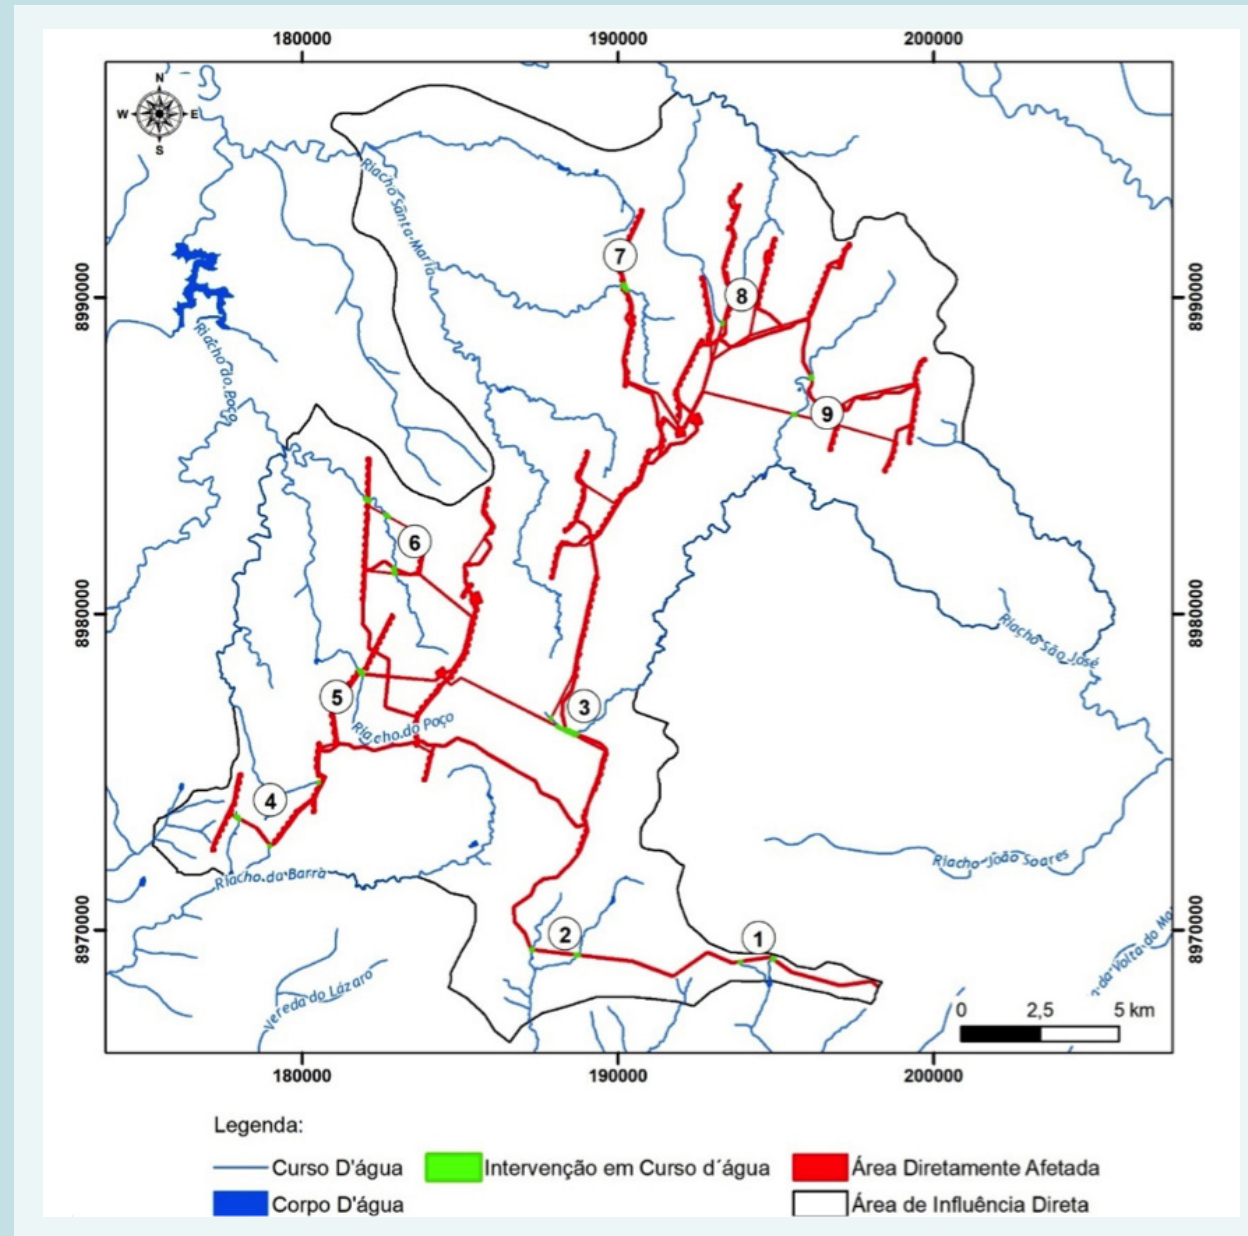 180000 190000 200000
N
W E
S
Riacho Santa Maria
7
8990000
8
8990000
Riacho do Poço
9
6
8980000
8980000
Riacho São José
5
3
Riacho do Poço
4
Riacho João Soares
Riacho da Barra
8970000
2
1
8970000
da Volta do
Vereda do Lázaro
0 2,5 5 km
180000 190000 200000
Legenda:
Curso D'água Intervenção em Curso d´água Área Diretamente Afetada
Corpo D'água Área de Influência Direta